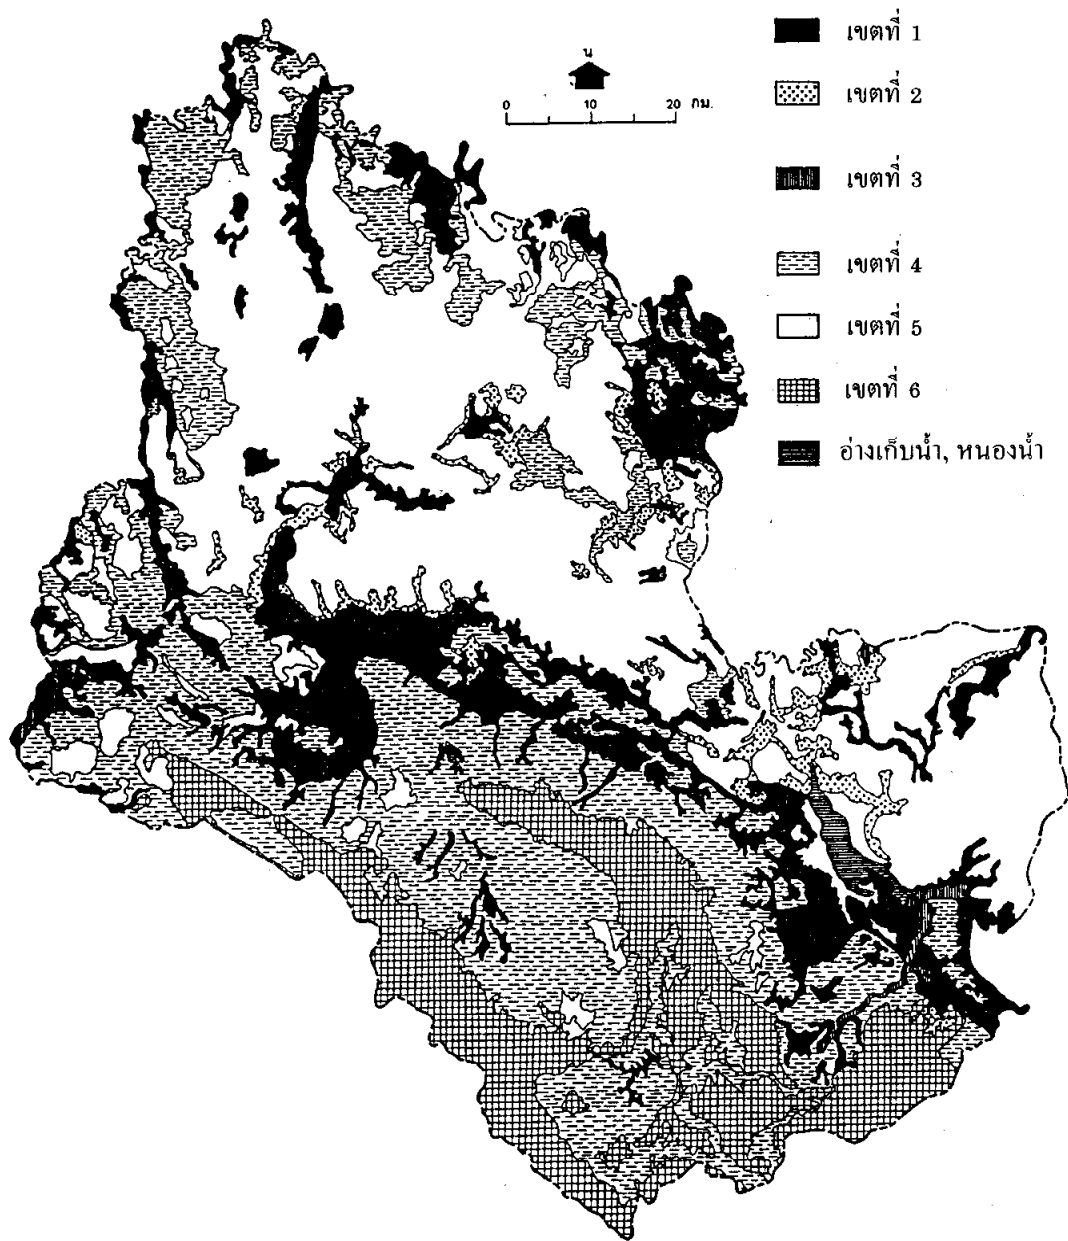 เขตที่ 1
เขตที่ 2
เขตที่ 3
เขตที่ 4
เขตที่ 5
เขตที่ 6
อ่างเก็บน้ำ, หนองน้ำ
น
0 10 20 กม.